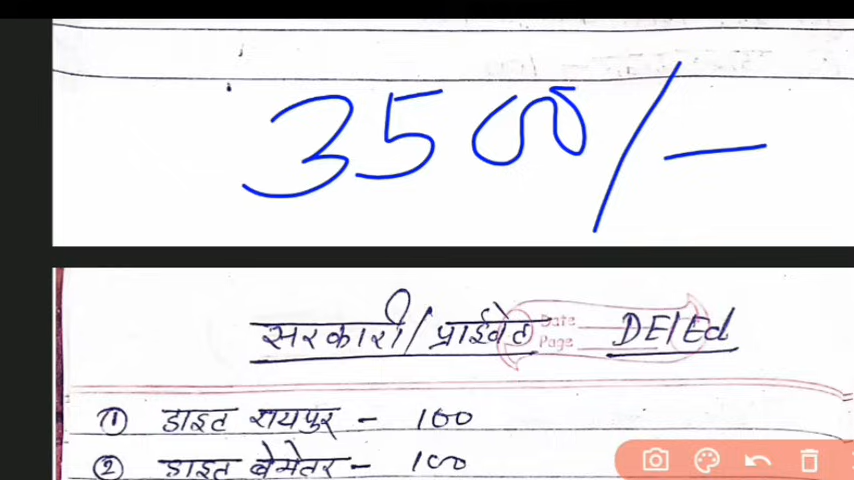 3500/-
सरकारी/प्राईवेट DElEd
Date
Page
① डाइट रायपुर - 100
② डाइट बेमेतर - 100